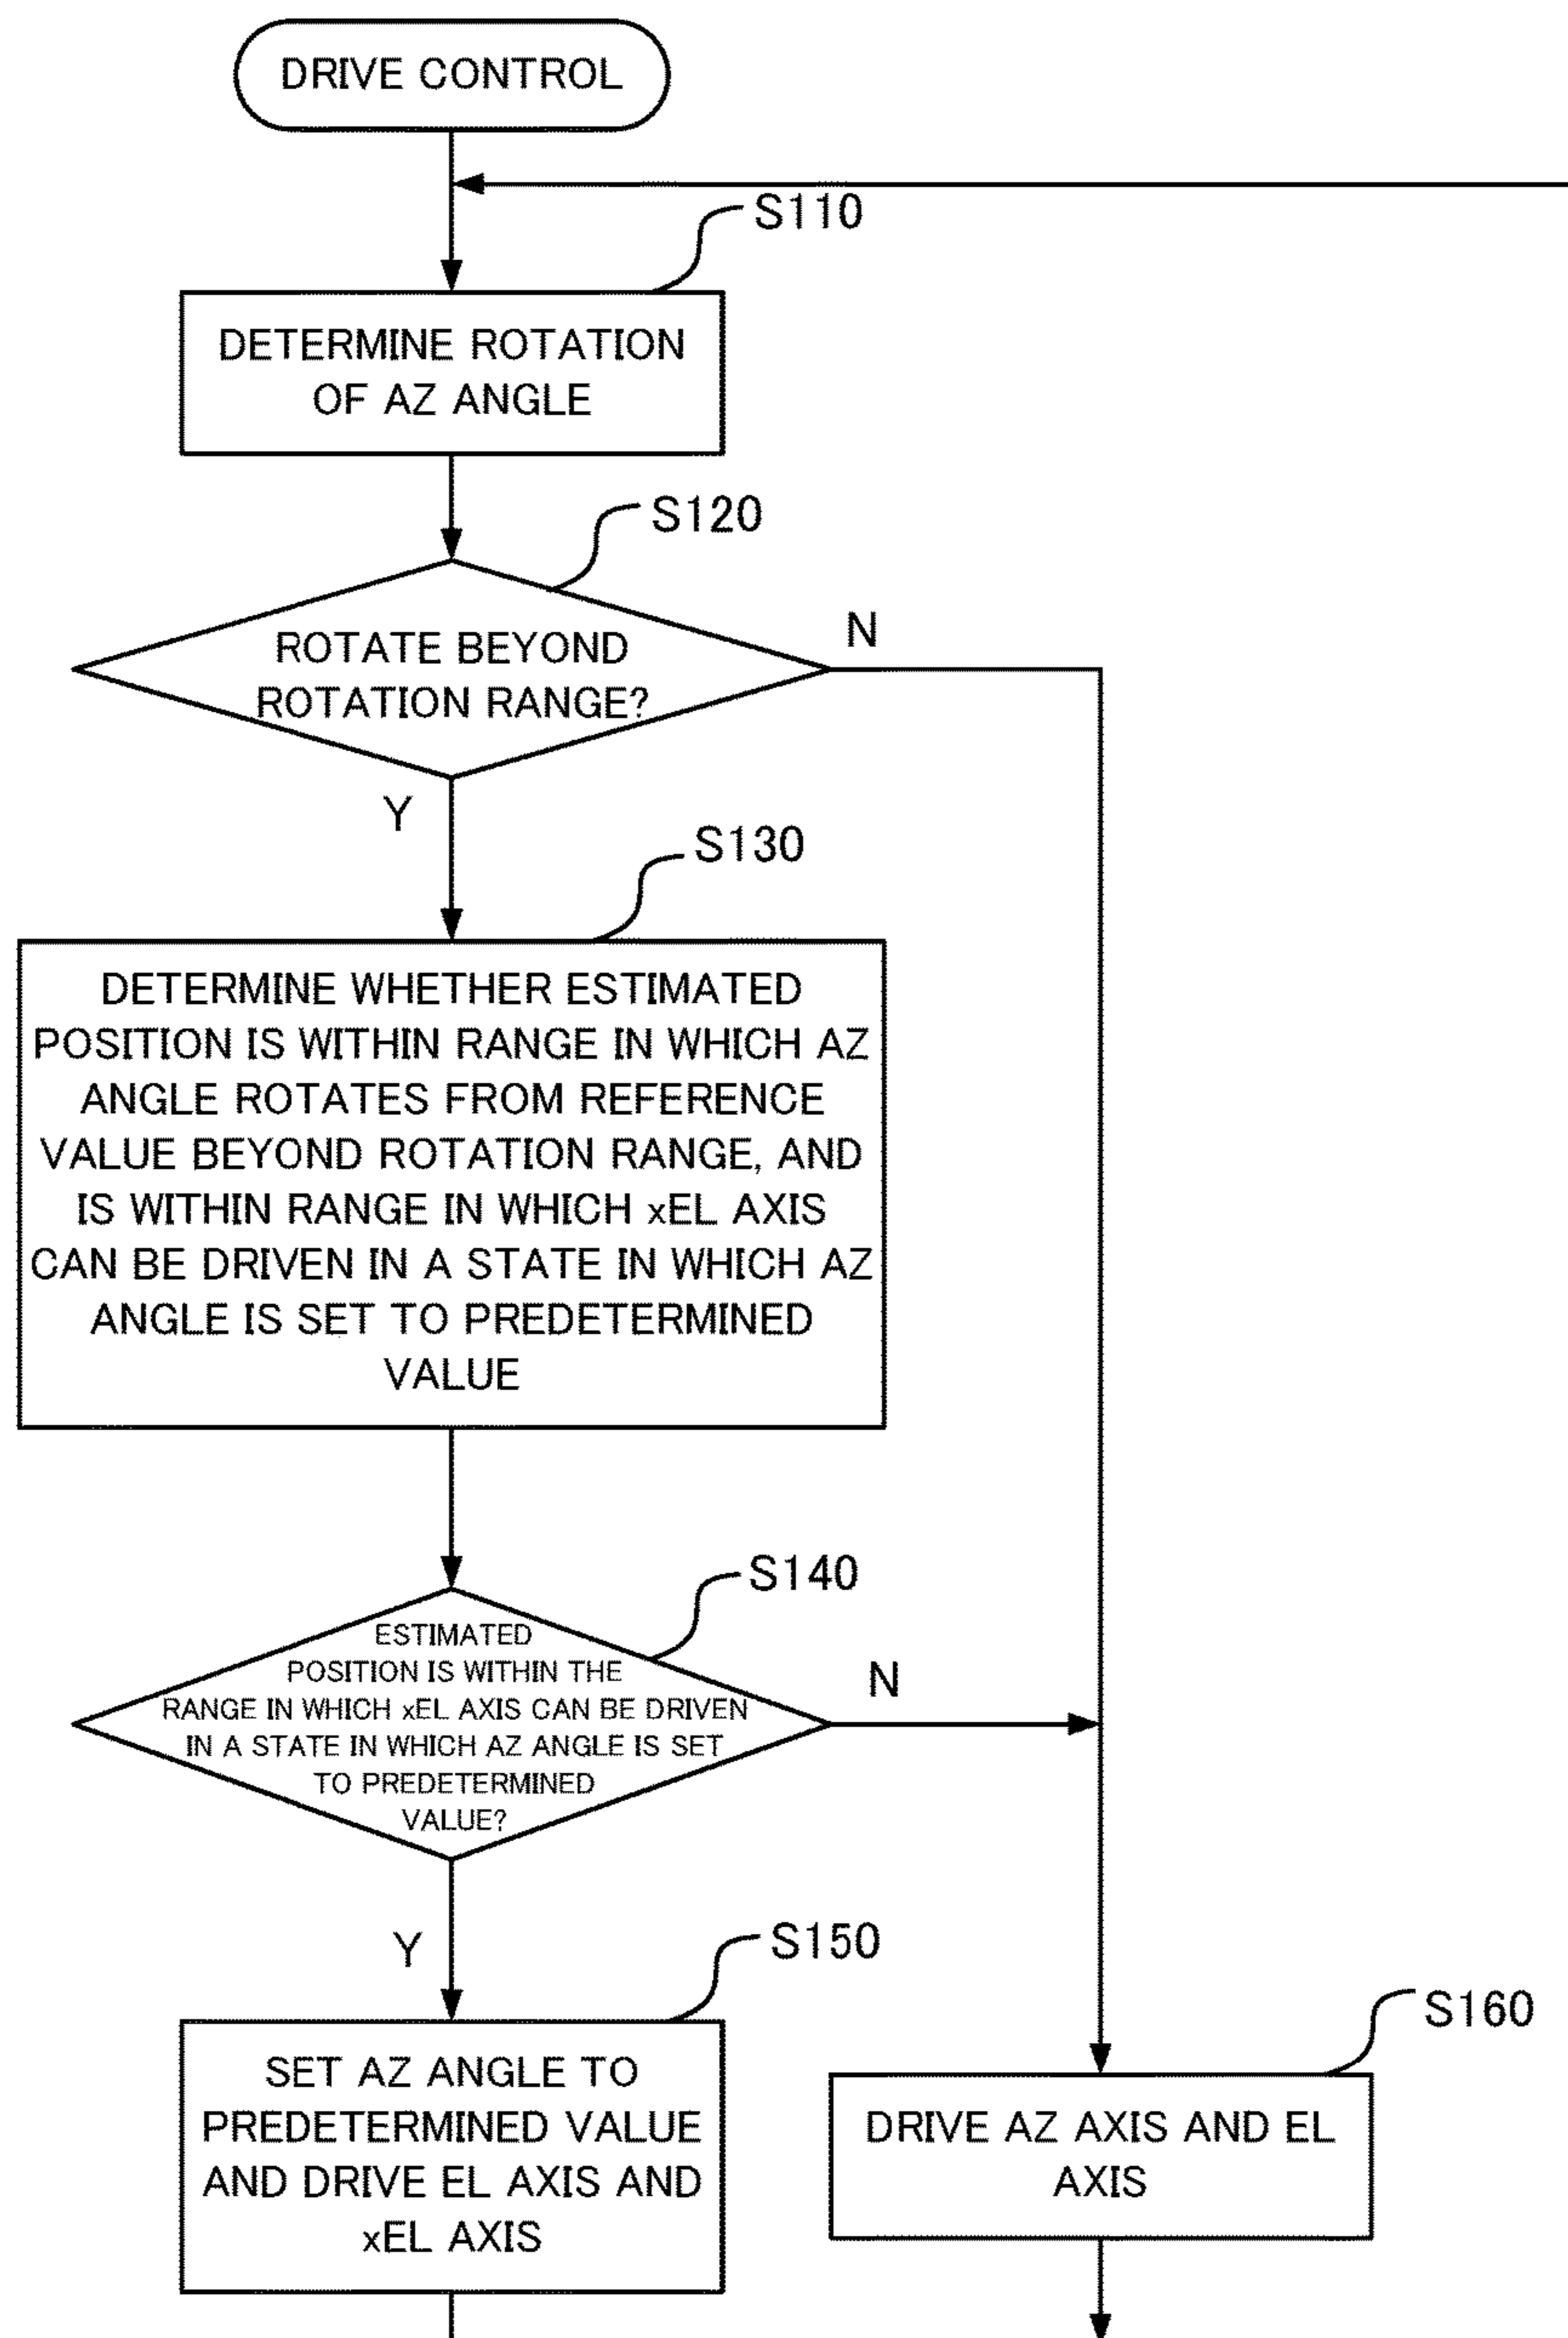 DRIVE CONTROL
S110
DETERMINE ROTATION
OF AZ ANGLE
S120
ROTATE BEYOND
ROTATION RANGE?
N
Y
S130
DETERMINE WHETHER ESTIMATED
POSITION IS WITHIN RANGE IN WHICH AZ
ANGLE ROTATES FROM REFERENCE
VALUE BEYOND ROTATION RANGE, AND
IS WITHIN RANGE IN WHICH xEL AXIS
CAN BE DRIVEN IN A STATE IN WHICH AZ
ANGLE IS SET TO PREDETERMINED
VALUE
S140
ESTIMATED
POSITION IS WITHIN THE
RANGE IN WHICH xEL AXIS CAN BE DRIVEN
IN A STATE IN WHICH AZ ANGLE IS SET
TO PREDETERMINED
VALUE?
N
Y
S150
SET AZ ANGLE TO
PREDETERMINED VALUE
AND DRIVE EL AXIS AND
xEL AXIS
S160
DRIVE AZ AXIS AND EL
AXIS